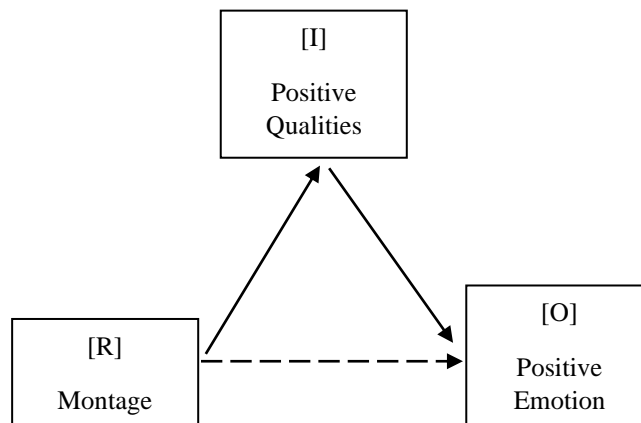 [I]
Positive
Qualities
[R]
Montage
[O]
Positive
Emotion